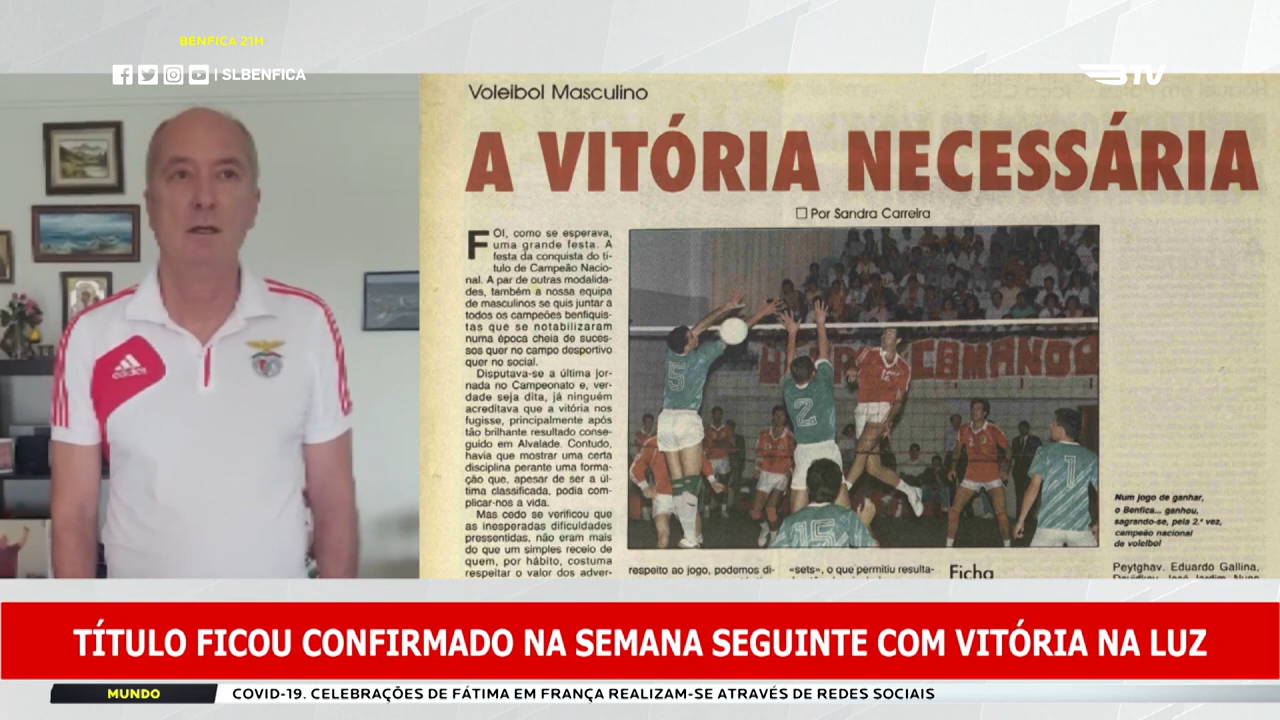 BENFICA 21H
| SLBENFICA
BTV
Voleibol Masculino
A VITÓRIA NECESSÁRIA
Por Sandra Carreira
FOI, como se esperava,
uma grande festa. A
festa da conquista do tí-
tulo de Campeão Nacio-
nal. A par de outras modalida-
des, também a nossa equipa
de masculinos se quis juntar a
todos os campeões benfiquis-
tas que se notabilizaram
numa época cheia de suces-
sos quer no campo desportivo
quer no social.
Disputava-se a última jor-
nada no Campeonato e, ver-
dade seja dita, já ninguém
acreditava que a vitória nos
fugisse, principalmente após
tão brilhante resultado conse-
guido em Alvalade. Contudo,
havia que mostrar uma certa
disciplina perante uma forma-
ção que, apesar de ser a úl-
tima classificada, podia com-
plicar-nos a vida.
Mas cedo se verificou que
as inesperadas dificuldades
pressentidas, não eram mais
do que um simples receio de
quem, por hábito, costuma
respeitar o valor dos adver-
5
2
12
15
1
COMANDO
Num jogo de ganhar,
o Benfica... ganhou,
sagrando-se, pela 2.ª vez,
campeão nacional
de voleibol
respeito ao jogo, podemos di-
«sets», o que permitiu resulta-
Ficha
Peytghav. Eduardo Gallina,
adidas
TÍTULO FICOU CONFIRMADO NA SEMANA SEGUINTE COM VITÓRIA NA LUZ
MUNDO
COVID-19. CELEBRAÇÕES DE FÁTIMA EM FRANÇA REALIZAM-SE ATRAVÉS DE REDES SOCIAIS